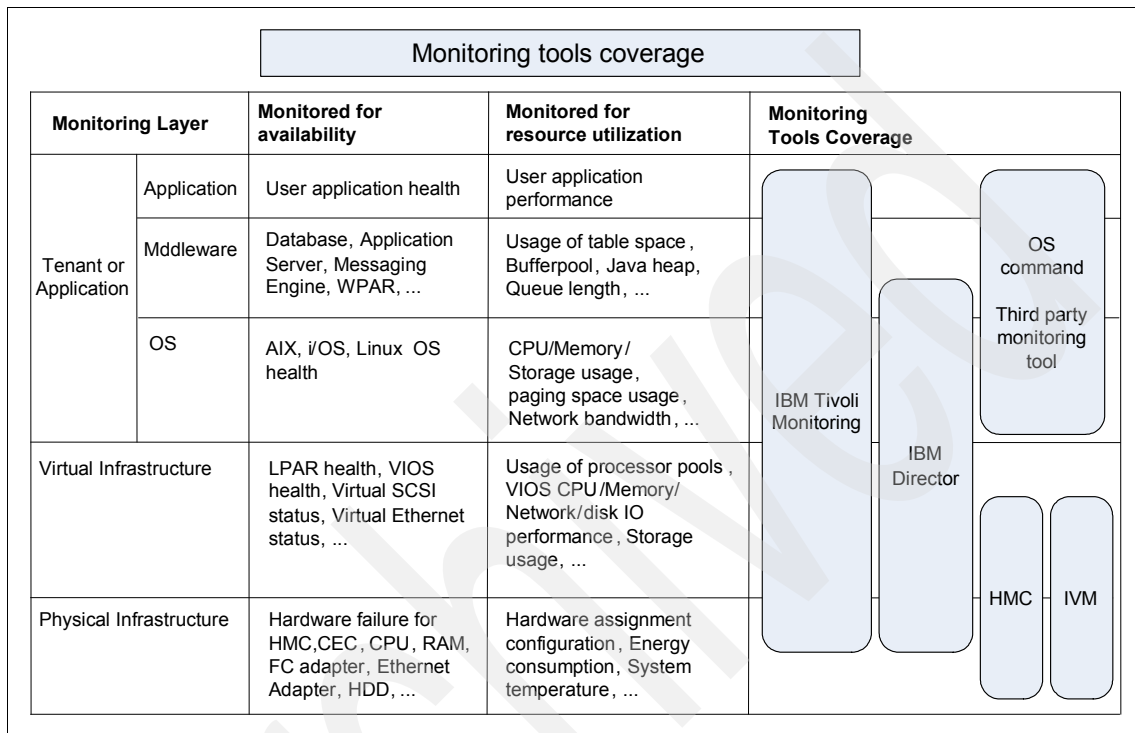 Monitoring tools coverage
Monitoring Layer
Monitored for
availability
Monitored for
resource utilization
Monitoring
Tools Coverage
Tenant or
Application
Application
User application health
User application
performance
Mddleware
Database, Application
Server, Messaging
Engine, WPAR, ...
Usage of table space,
Bufferpool, Java heap,
Queue length, ...
OS
AIX, i/OS, Linux OS
health
CPU/Memory/
Storage usage,
paging space usage,
Network bandwidth, ...
Virtual Infrastructure
LPAR health, VIOS
health, Virtual SCSI
status, Virtual Ethernet
status, ...
Usage of processor pools,
VIOS CPU/Memory/
Network/disk IO
performance, Storage
usage, ...
Physical Infrastructure
Hardware failure for
HMC,CEC, CPU, RAM,
FC adapter, Ethernet
Adapter, HDD, ...
Hardware assignment
configuration, Energy
consumption, System
temperature, ...
IBM Tivoli
Monitoring
IBM
Director
OS
command
Third party
monitoring
tool
HMC
IVM